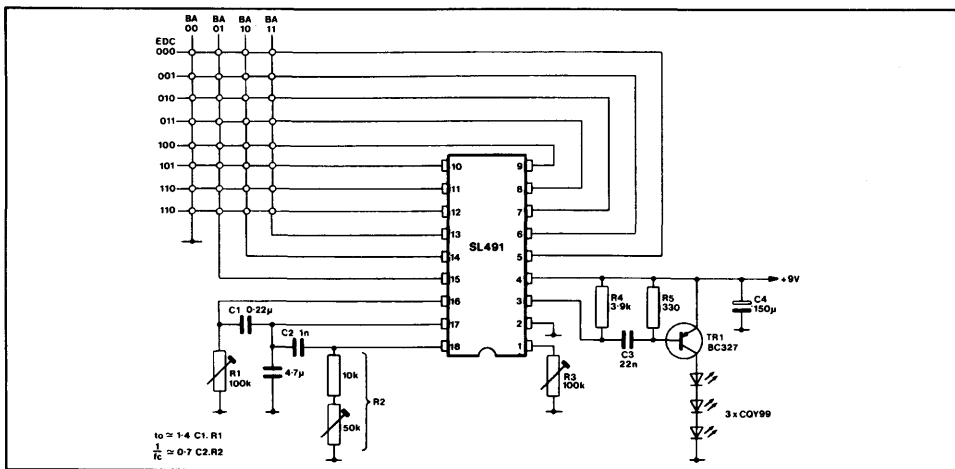 BA BA BA BA
00 01 10 11
EDC
000
001
010
011
100
101
110
110
10 9
11 8
12 7
13 6
SL491
14 5
15 4
16 3
17 2
18 1
+9V
R4
3.9k
R5
330
C4
150µ
C3
22n
TR1
BC327
C1 0·22µ
C2 1n
R1
100k
4·7µ
10k
50k
R2
R3
100k
3 x CQY99
to ≃ 1·4 C1.R1
1/fc ≃ 0·7 C2.R2